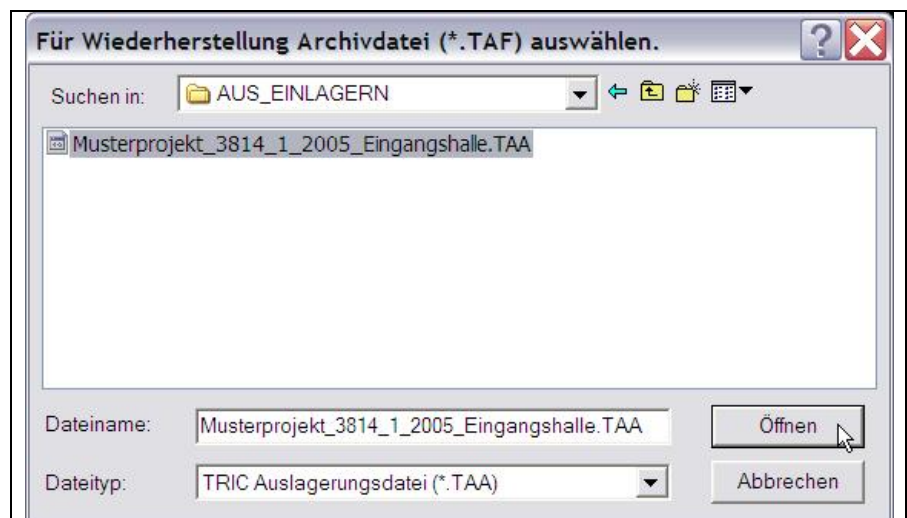 Für Wiederherstellung Archivdatei (*.TAF) auswählen.
Suchen in: AUS_EINLAGERN
Musterprojekt_3814_1_2005_Eingangshalle.TAA
Dateiname: Musterprojekt_3814_1_2005_Eingangshalle.TAA Öffnen
Dateityp: TRIC Auslagerungsdatei (*.TAA) Abbrechen